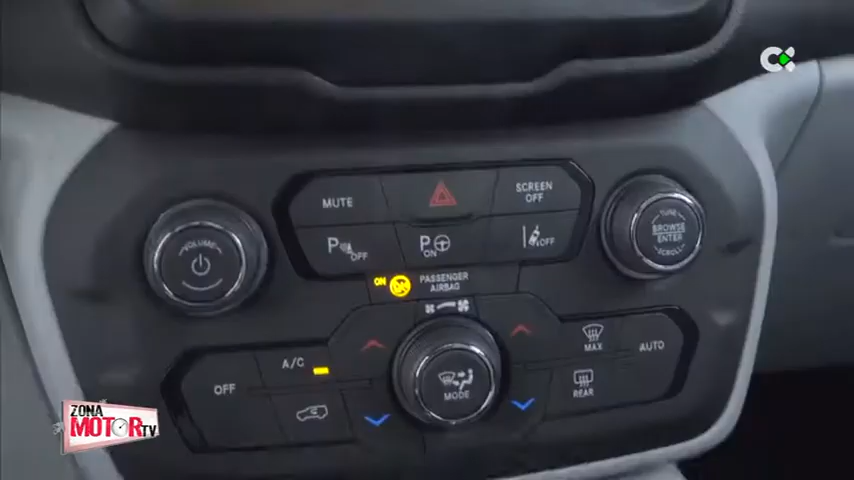 MUTE
SCREEN
OFF
VOLUME
P OFF
P ON
OFF
TUNE
BROWSE
ENTER
SCROLL
ON
PASSENGER
AIRBAG
OFF
A/C
MODE
MAX
REAR
AUTO
ZONA
MOTOR TV